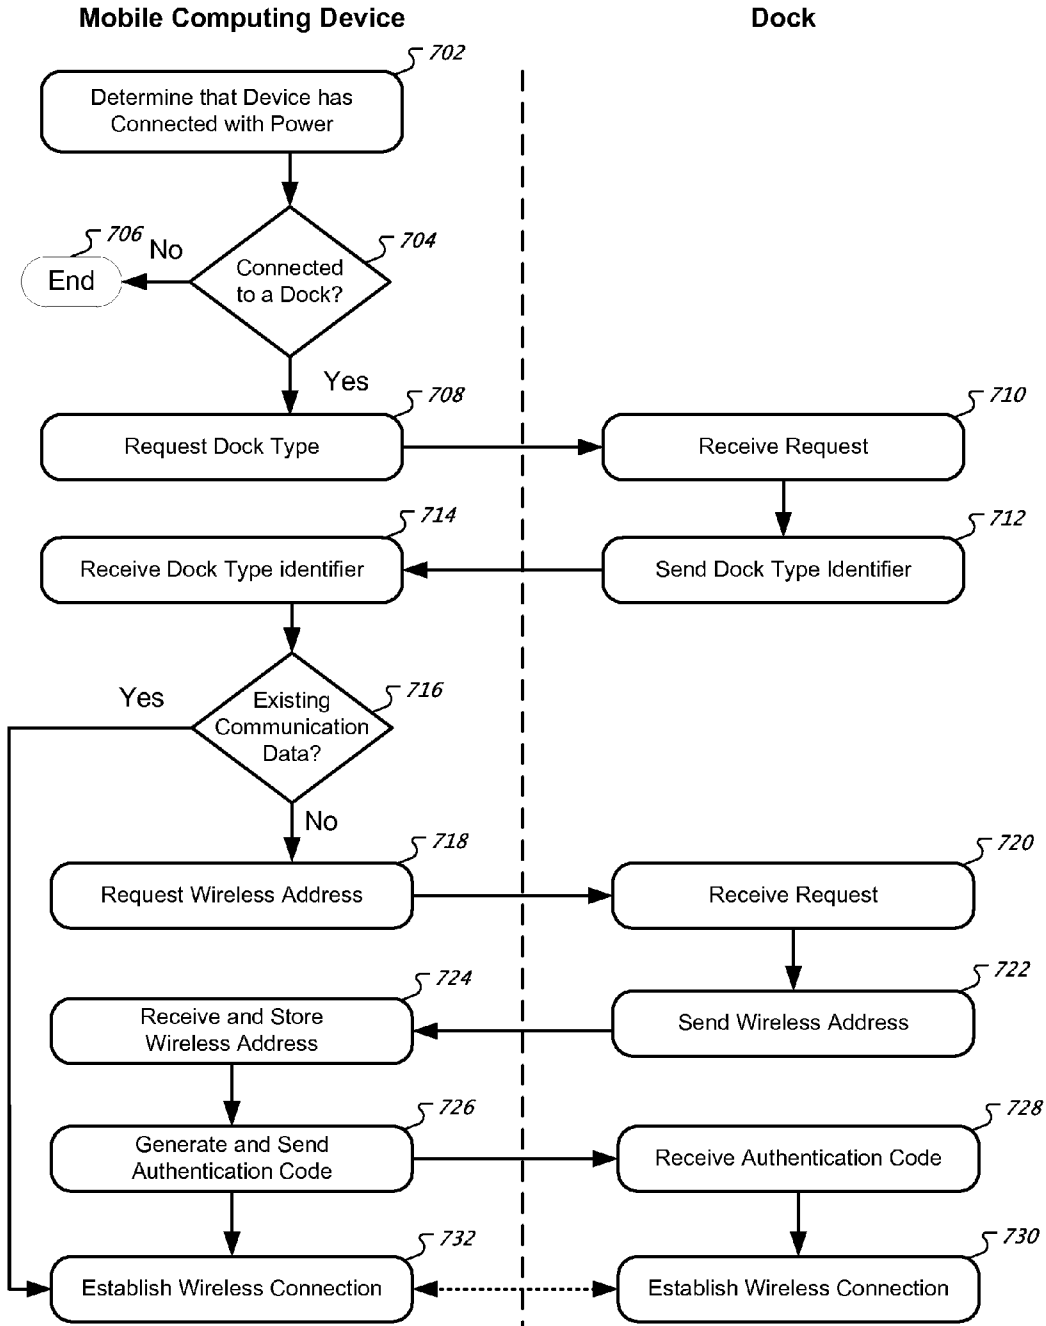 Mobile Computing Device
Dock
702
Determine that Device has
Connected with Power
706
No
704
End
Connected
to a Dock?
Yes
708
710
Request Dock Type
Receive Request
714
712
Receive Dock Type identifier
Send Dock Type Identifier
Yes
716
Existing
Communication
Data?
No
718
720
Request Wireless Address
Receive Request
724
722
Receive and Store
Wireless Address
Send Wireless Address
726
728
Generate and Send
Authentication Code
Receive Authentication Code
732
730
Establish Wireless Connection
Establish Wireless Connection